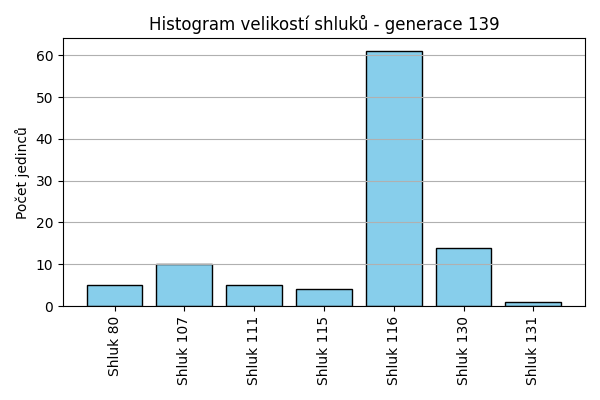 Histogram velikostí shluků - generace 139
Počet jedinců
60
50
40
30
20
10
0
Shluk 80
Shluk 107
Shluk 111
Shluk 115
Shluk 116
Shluk 130
Shluk 131